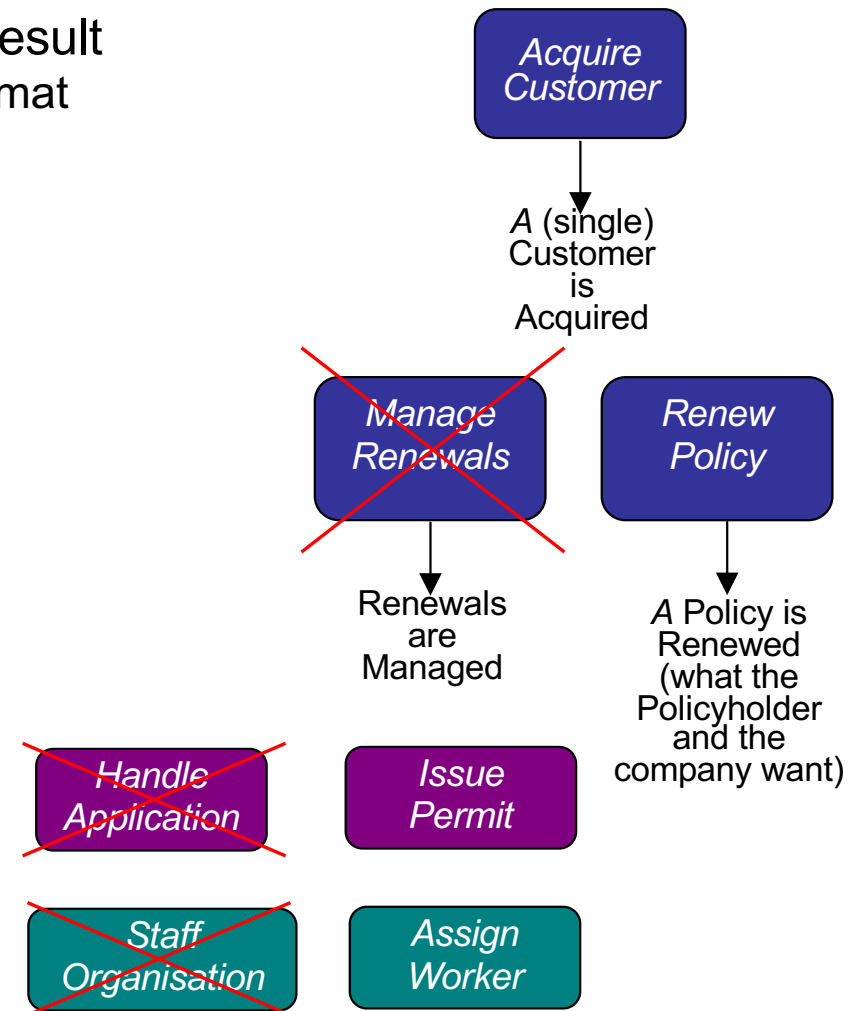 esult
mat
Acquire
Customer
A (single)
Customer
is
Acquired
Manage
Renewals
Renew
Policy
Renewals
are
Managed
A Policy is
Renewed
(what the
Policyholder
and the
company want)
Handle
Application
Issue
Permit
Staff
Organisation
Assign
Worker